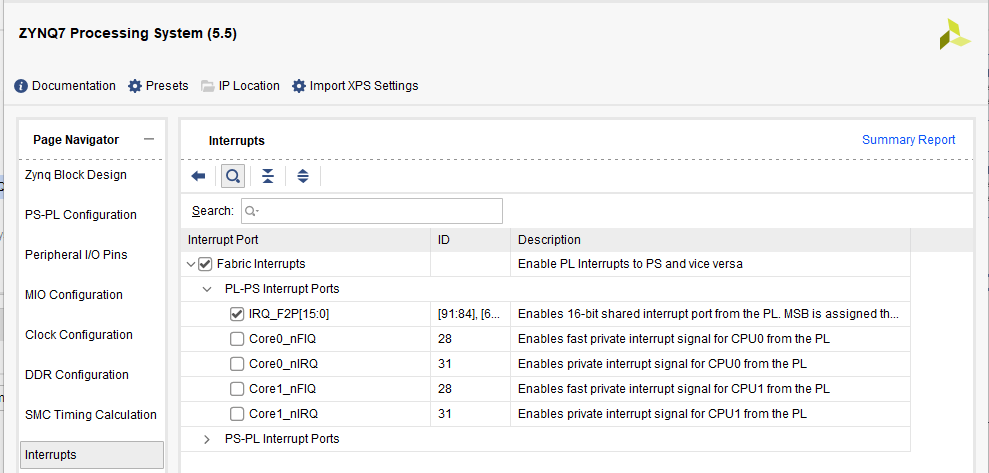 ZYNQ7 Processing System (5.5)
Documentation Presets IP Location Import XPS Settings
Page Navigator
Zynq Block Design
PS-PL Configuration
Peripheral I/O Pins
MIO Configuration
Clock Configuration
DDR Configuration
SMC Timing Calculation
Interrupts
Interrupts Summary Report
Search:
Interrupt Port ID Description
Fabric Interrupts Enable PL Interrupts to PS and vice versa
PL-PS Interrupt Ports
IRQ_F2P[15:0] [91:84], [6... Enables 16-bit shared interrupt port from the PL. MSB is assigned th...
Core0_nFIQ 28 Enables fast private interrupt signal for CPU0 from the PL
Core0_nIRQ 31 Enables private interrupt signal for CPU0 from the PL
Core1_nFIQ 28 Enables fast private interrupt signal for CPU1 from the PL
Core1_nIRQ 31 Enables private interrupt signal for CPU1 from the PL
PS-PL Interrupt Ports